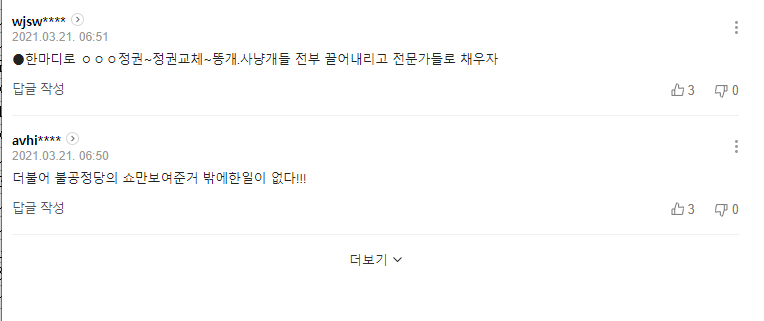 wjsw****
2021.03.21. 06:51
●한마디로 ㅇㅇㅇ정권~정권교체~똥개.사냥개들 전부 끌어내리고 전문가들로 채우자
답글 작성
3 0
avhi****
2021.03.21. 06:50
더불어 불공정당의 쇼만보여준거 밖에한일이 없다!!!
답글 작성
3 0
더보기